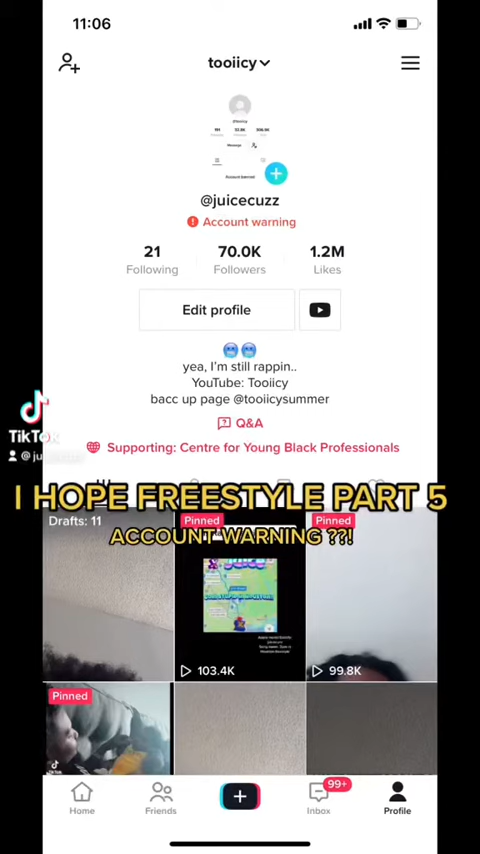 11:06
tooiicy
@juicecuzz
Account warning
21 70.0K 1.2M
Following Followers Likes
Edit profile
yea, I'm still rappin..
YouTube: Tooiicy
bacc up page @tooiicysummer
Q&A
Supporting: Centre for Young Black Professionals
TikTok
I HOPE FREESTYLE PART 5
ACCOUNT WARNING ??!
Drafts: 11
Pinned
Pinned
103.4K
99.8K
Pinned
99+
Home Friends Inbox Profile